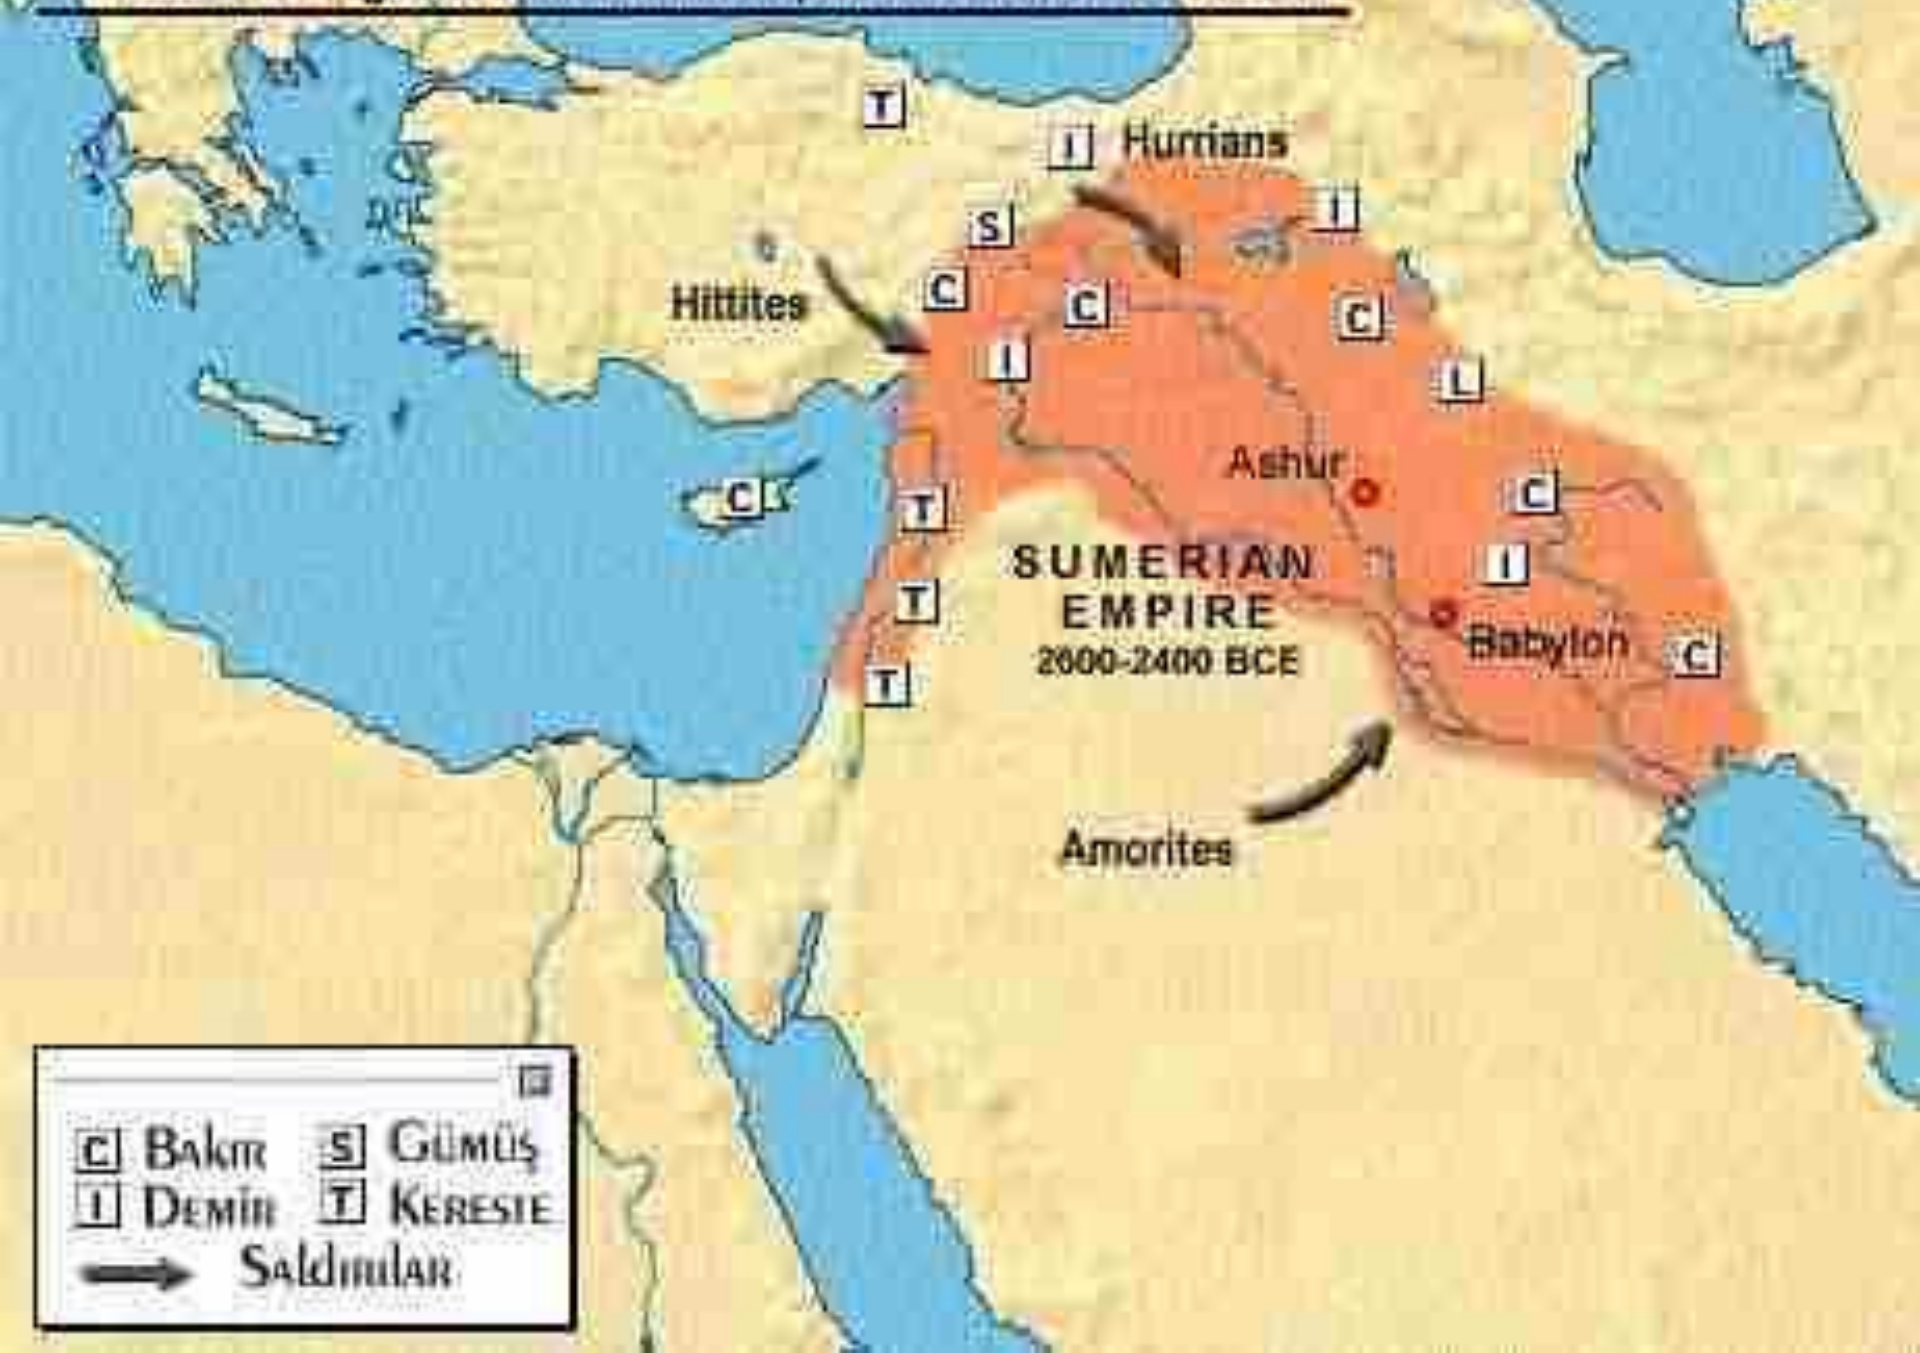 T
I Hurrians
S
I
Hittites
C
C
C
I
L
Ashur
C
C
T
SUMERIAN
EMPIRE
2600-2400 BCE
I
T
Babylon
C
T
Amorites
C Bakır S Gümüş
I Demir T Kereste
Saldırılar